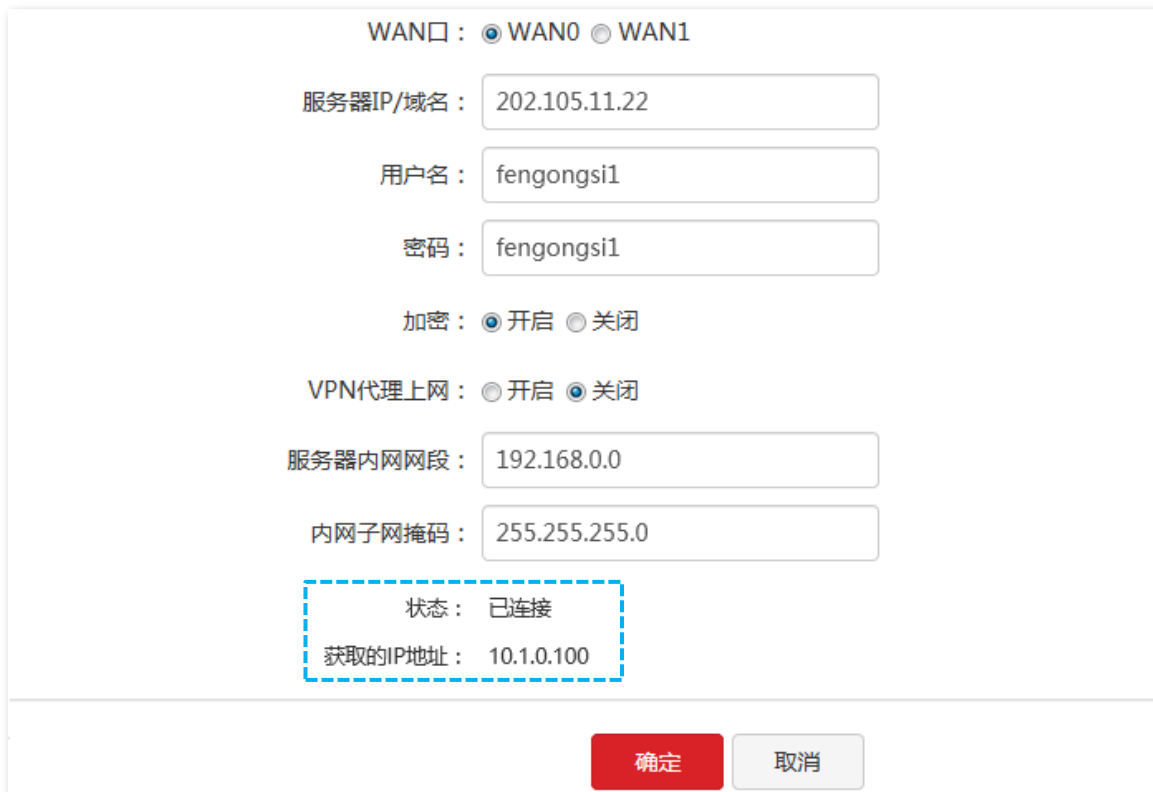 WAN口： WAN0 WAN1
服务器IP/域名： 202.105.11.22
用户名： fengongsi1
密码： fengongsi1
加密： 开启 关闭
VPN代理上网： 开启 关闭
服务器内网网段： 192.168.0.0
内网子网掩码： 255.255.255.0
状态： 已连接
获取的IP地址： 10.1.0.100
确定 取消